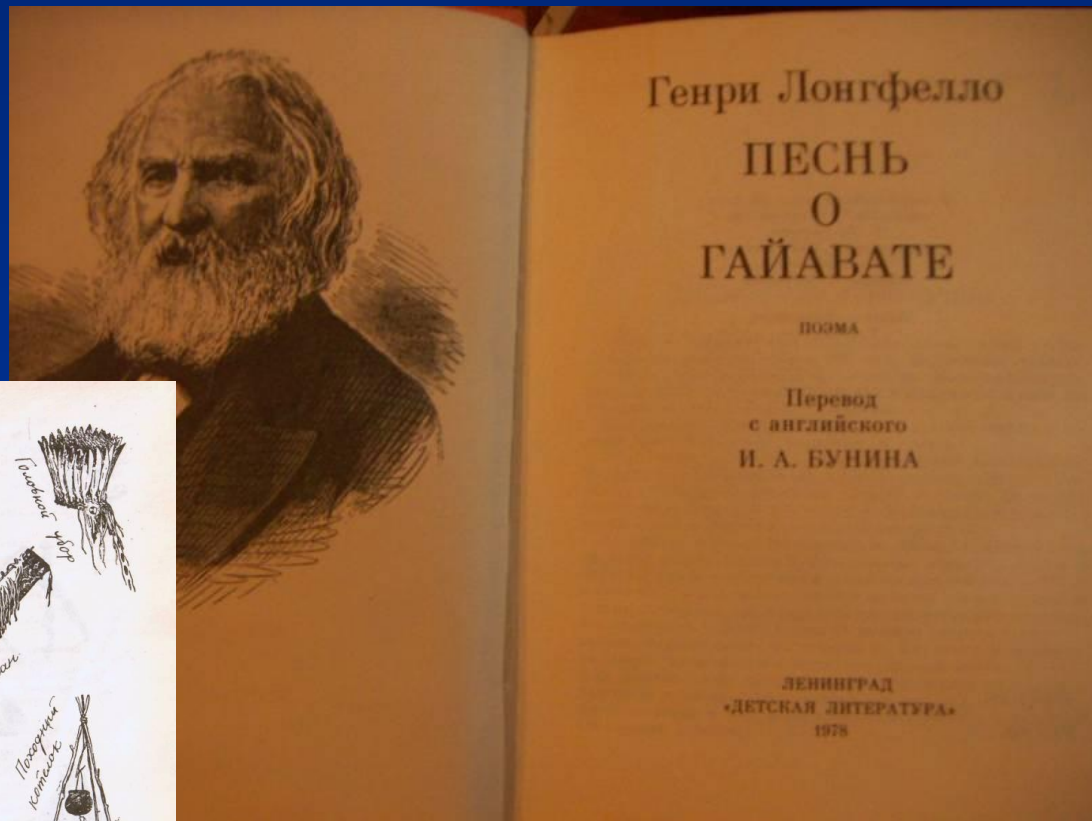 Генри Лонгфелло
ПЕСНЬ
О
ГАЙАВАТЕ
ПОЭМА
Перевод
с английского
И. А. БУНИНА
ЛЕНИНГРАД
«ДЕТСКАЯ ЛИТЕРАТУРА»
1978
Головной убор
Походный
котелок